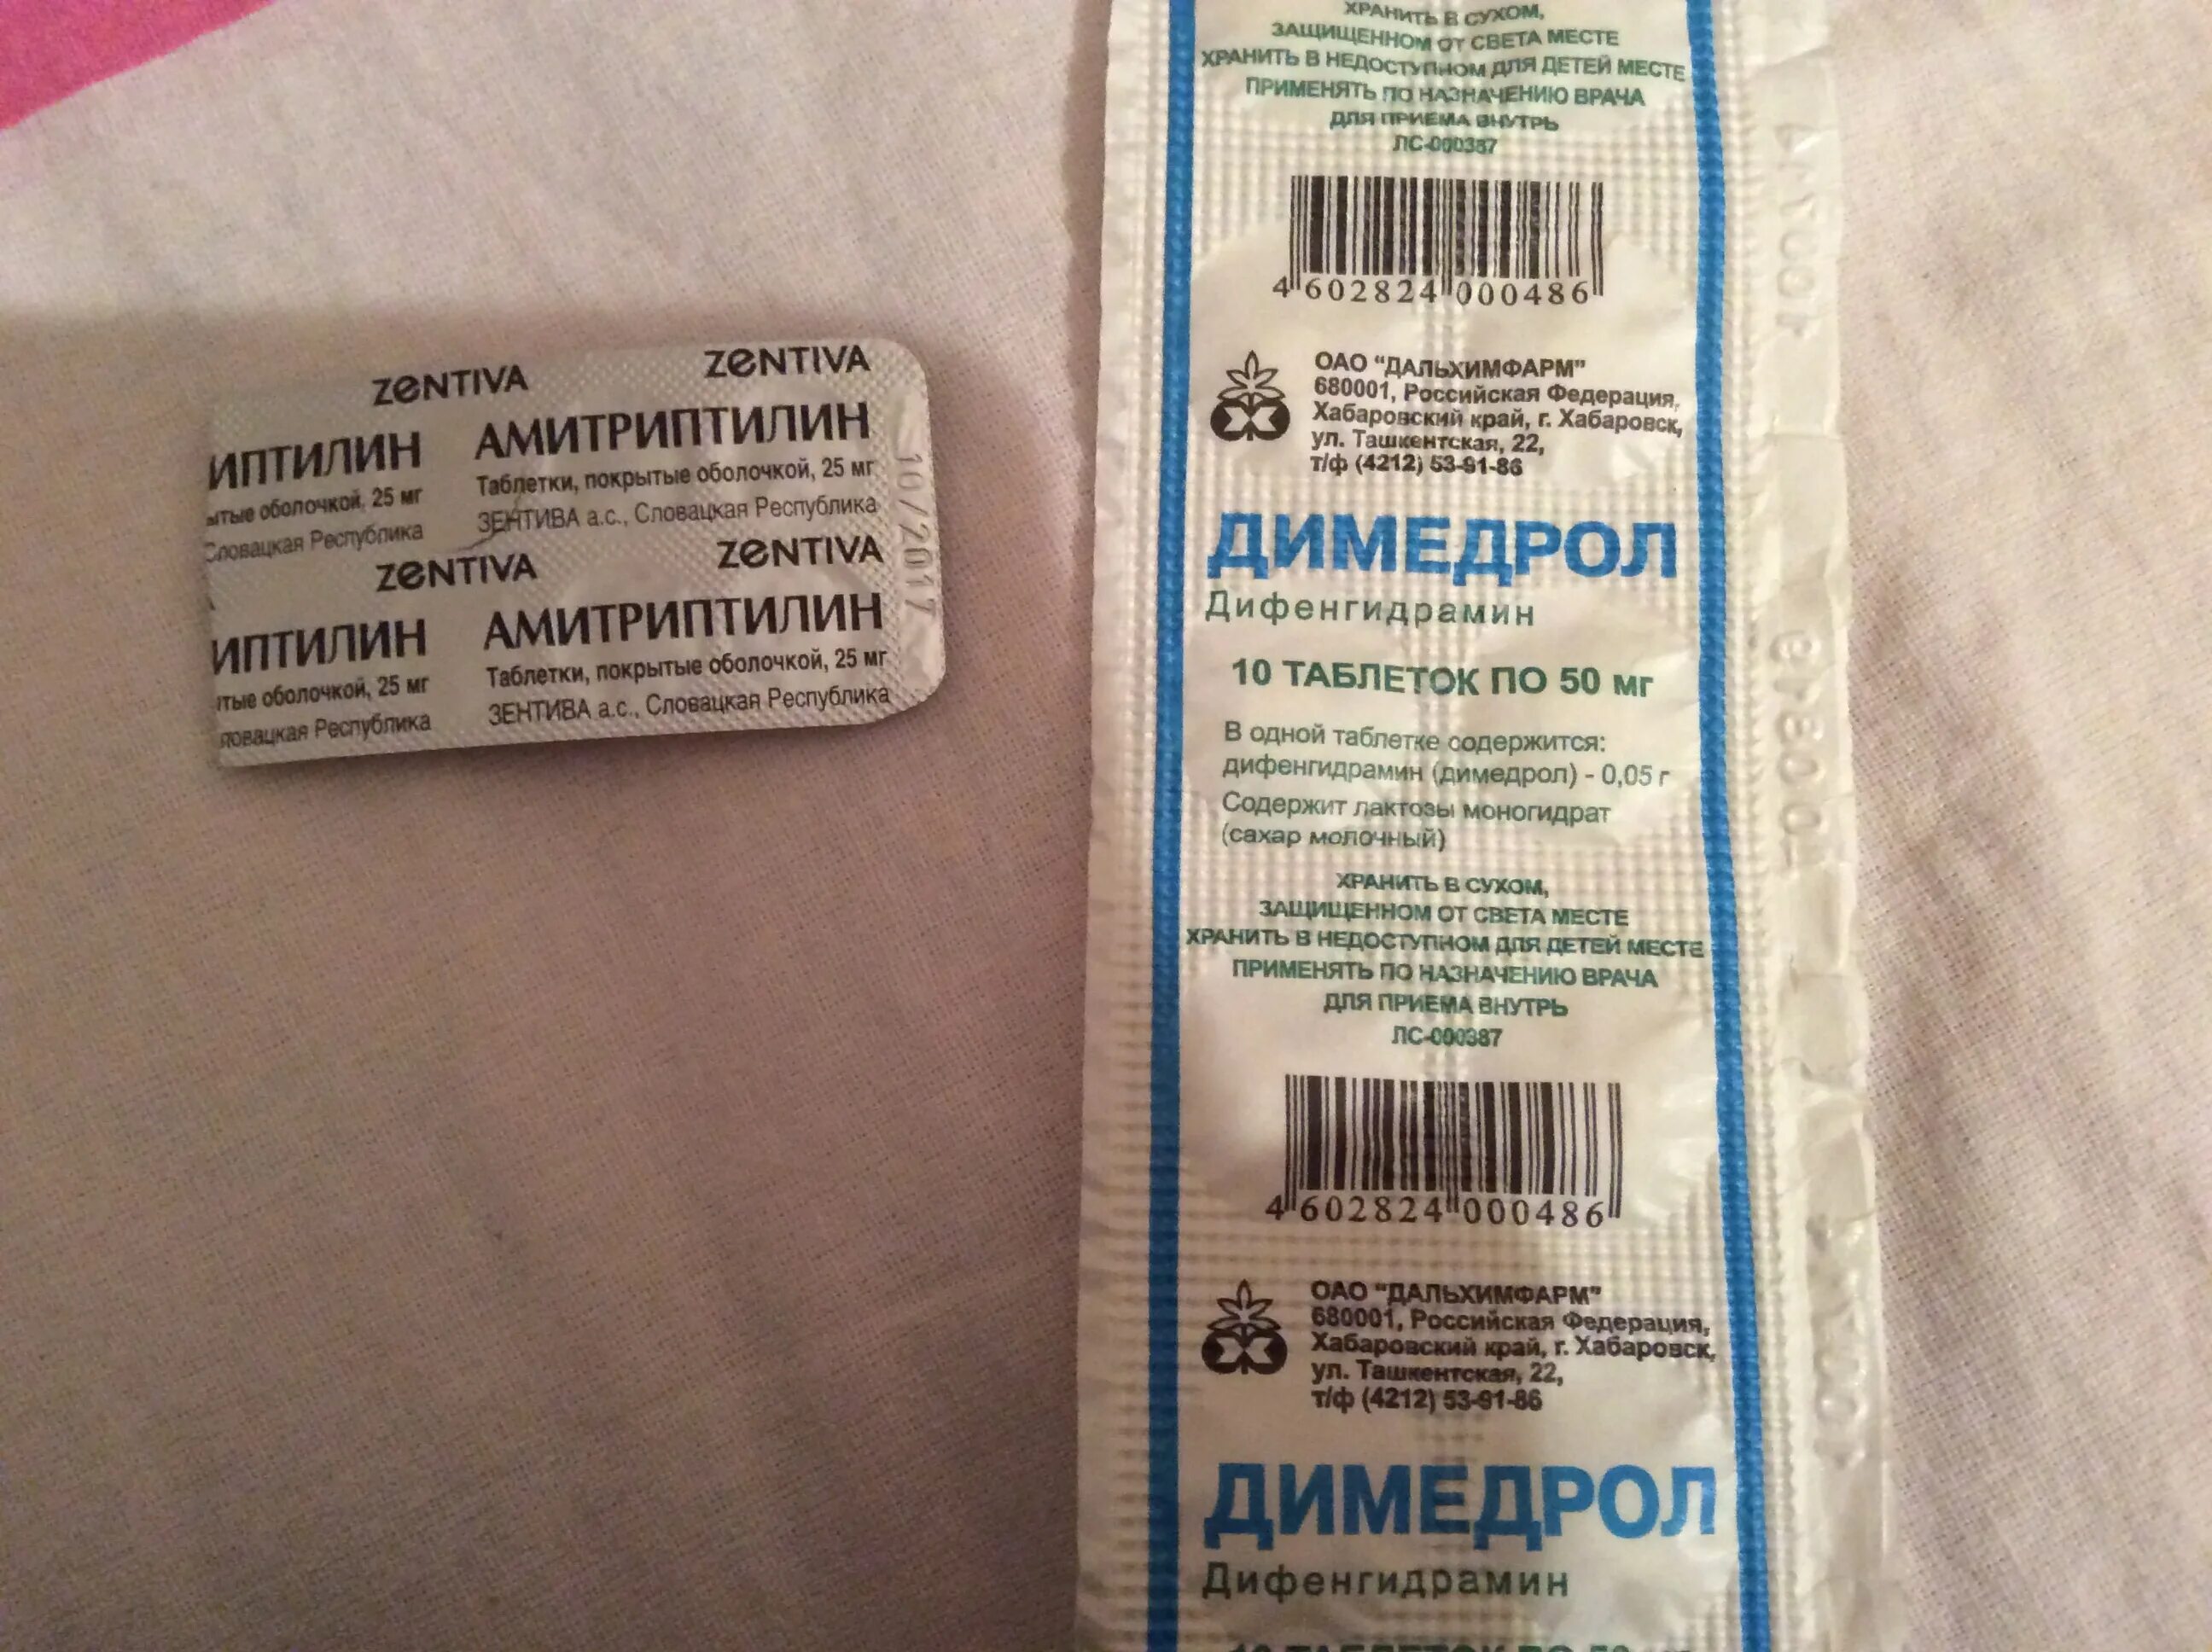 ZENTIVA ZENTIVA
ИПТИЛИН АМИТРИПТИЛИН
ытые оболочкой, 25 мг Таблетки, покрытые оболочкой, 25 мг
Словацкая Республика ЗЕНТИВА а.с., Словацкая Республика
ZENTIVA ZENTIVA
ИПТИЛИН АМИТРИПТИЛИН
тые оболочкой, 25 мг Таблетки, покрытые оболочкой, 25 мг
ловацкая Республика ЗЕНТИВА а.с., Словацкая Республика
10/2017
ХРАНИТЬ В СУХОМ,
ЗАЩИЩЕННОМ ОТ СВЕТА МЕСТЕ
ХРАНИТЬ В НЕДОСТУПНОМ ДЛЯ ДЕТЕЙ МЕСТЕ
ПРИМЕНЯТЬ ПО НАЗНАЧЕНИЮ ВРАЧА
ДЛЯ ПРИЕМА ВНУТРЬ
ЛС-000387
4 602824 000486
ОАО "ДАЛЬХИМФАРМ"
680001, Российская Федерация,
Хабаровский край, г. Хабаровск,
ул. Ташкентская, 22,
т/ф (4212) 53-91-86
ДИМЕДРОЛ
Дифенгидрамин
10 ТАБЛЕТОК ПО 50 мг
В одной таблетке содержится:
дифенгидрамин (димедрол) - 0,05 г
Содержит лактозы моногидрат
(сахар молочный)
ХРАНИТЬ В СУХОМ,
ЗАЩИЩЕННОМ ОТ СВЕТА МЕСТЕ
ХРАНИТЬ В НЕДОСТУПНОМ ДЛЯ ДЕТЕЙ МЕСТЕ
ПРИМЕНЯТЬ ПО НАЗНАЧЕНИЮ ВРАЧА
ДЛЯ ПРИЕМА ВНУТРЬ
ЛС-000387
4 602824 000486
ОАО "ДАЛЬХИМФАРМ"
680001, Российская Федерация,
Хабаровский край, г. Хабаровск,
ул. Ташкентская, 22,
т/ф (4212) 53-91-86
ДИМЕДРОЛ
Дифенгидрамин
10 ТАБЛЕТОК ПО 50 мг